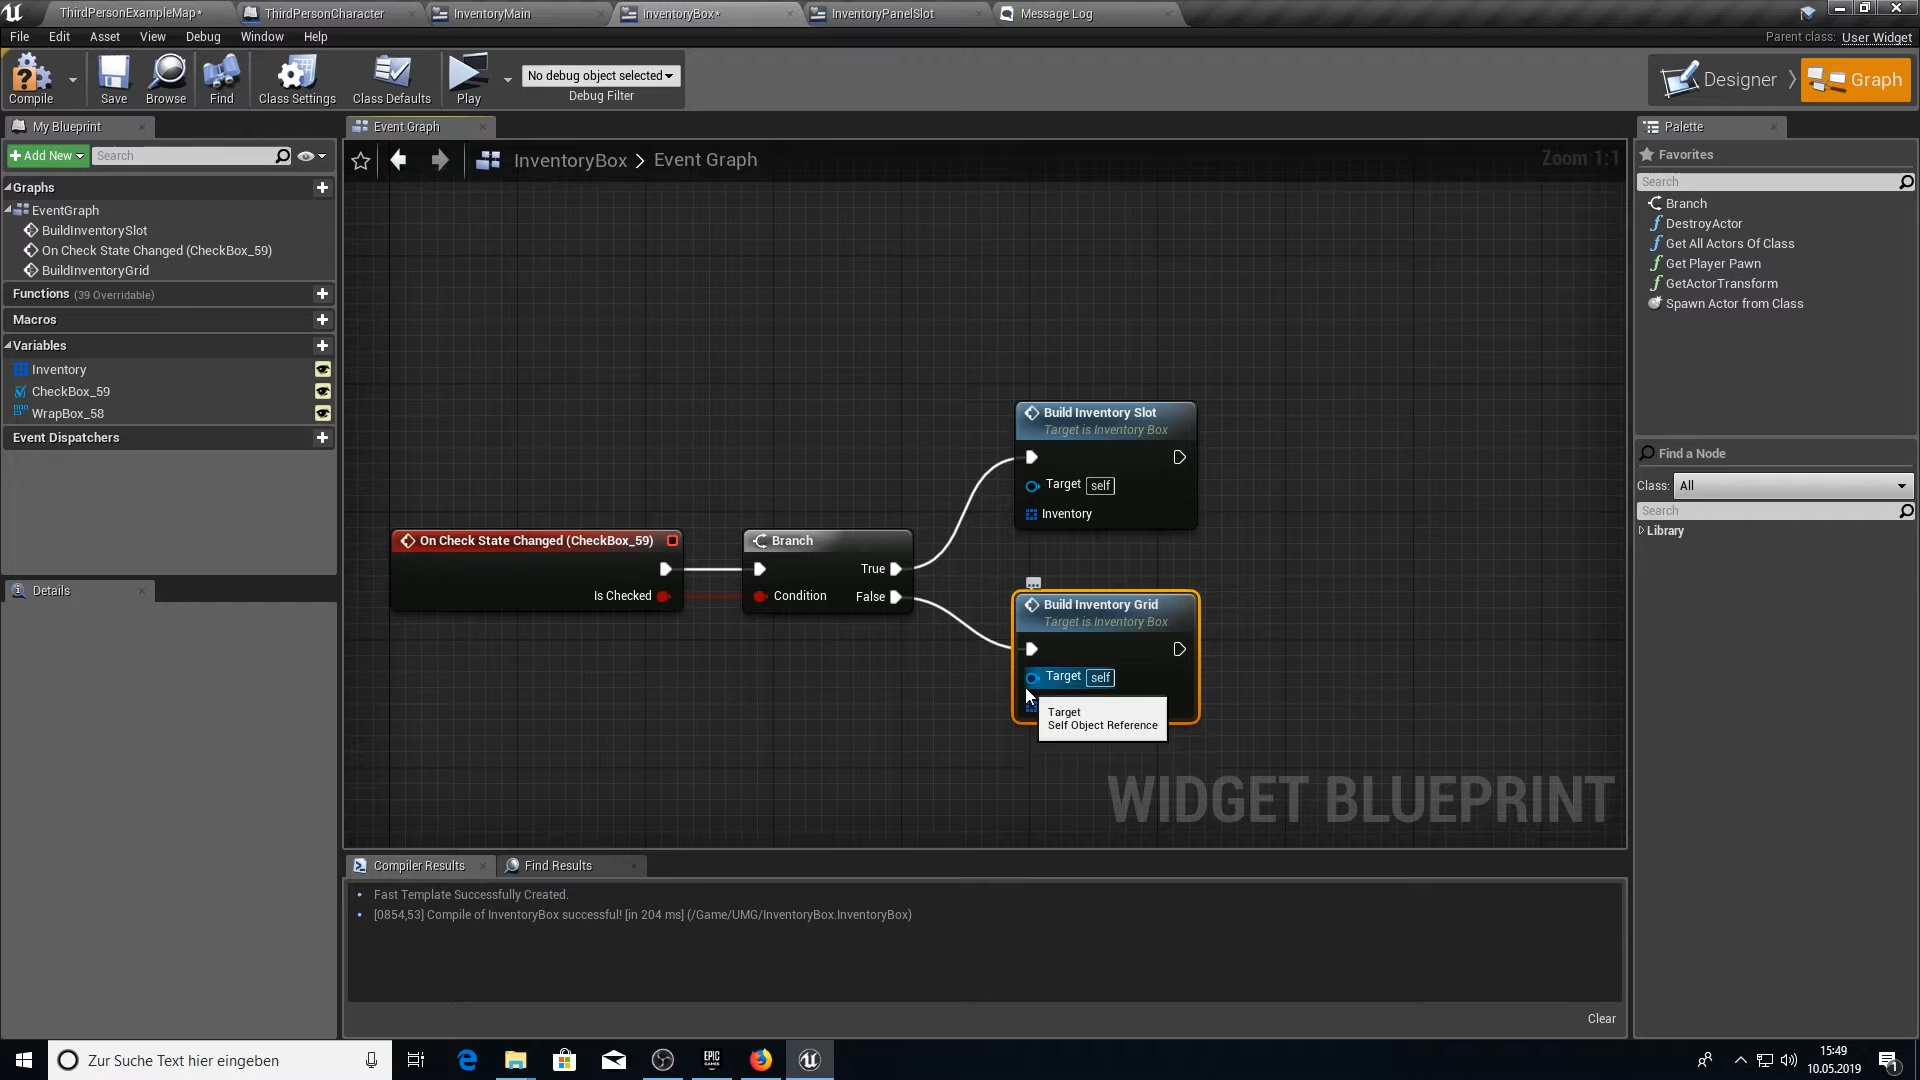 ThirdPersonExampleMap*
ThirdPersonCharacter
InventoryMain
InventoryBox*
InventoryPanelSlot
Message Log
File Edit Asset View Debug Window Help
Parent class: User Widget
Compile
Save
Browse
Find
Class Settings
Class Defaults
Play
No debug object selected
Debug Filter
Designer
Graph
My Blueprint
Add New
Search
Graphs
EventGraph
BuildInventorySlot
On Check State Changed (CheckBox_59)
BuildInventoryGrid
Functions (39 Overridable)
Macros
Variables
Inventory
CheckBox_59
WrapBox_58
Event Dispatchers
Details
Event Graph
InventoryBox > Event Graph
Zoom 1:1
Build Inventory Slot
Target is Inventory Box
Target self
Inventory
On Check State Changed (CheckBox_59)
Is Checked
Branch
True
Condition
False
Build Inventory Grid
Target is Inventory Box
Target self
Target
Self Object Reference
WIDGET BLUEPRINT
Compiler Results
Find Results
Fast Template Successfully Created.
[0854,53] Compile of InventoryBox successful! [in 204 ms] (/Game/UMG/InventoryBox.InventoryBox)
Clear
Palette
Favorites
Search
Branch
DestroyActor
Get All Actors Of Class
Get Player Pawn
GetActorTransform
Spawn Actor from Class
Find a Node
Class: All
Search
Library
Zur Suche Text hier eingeben
EPIC
GAMES
15:49
10.05.2019
1